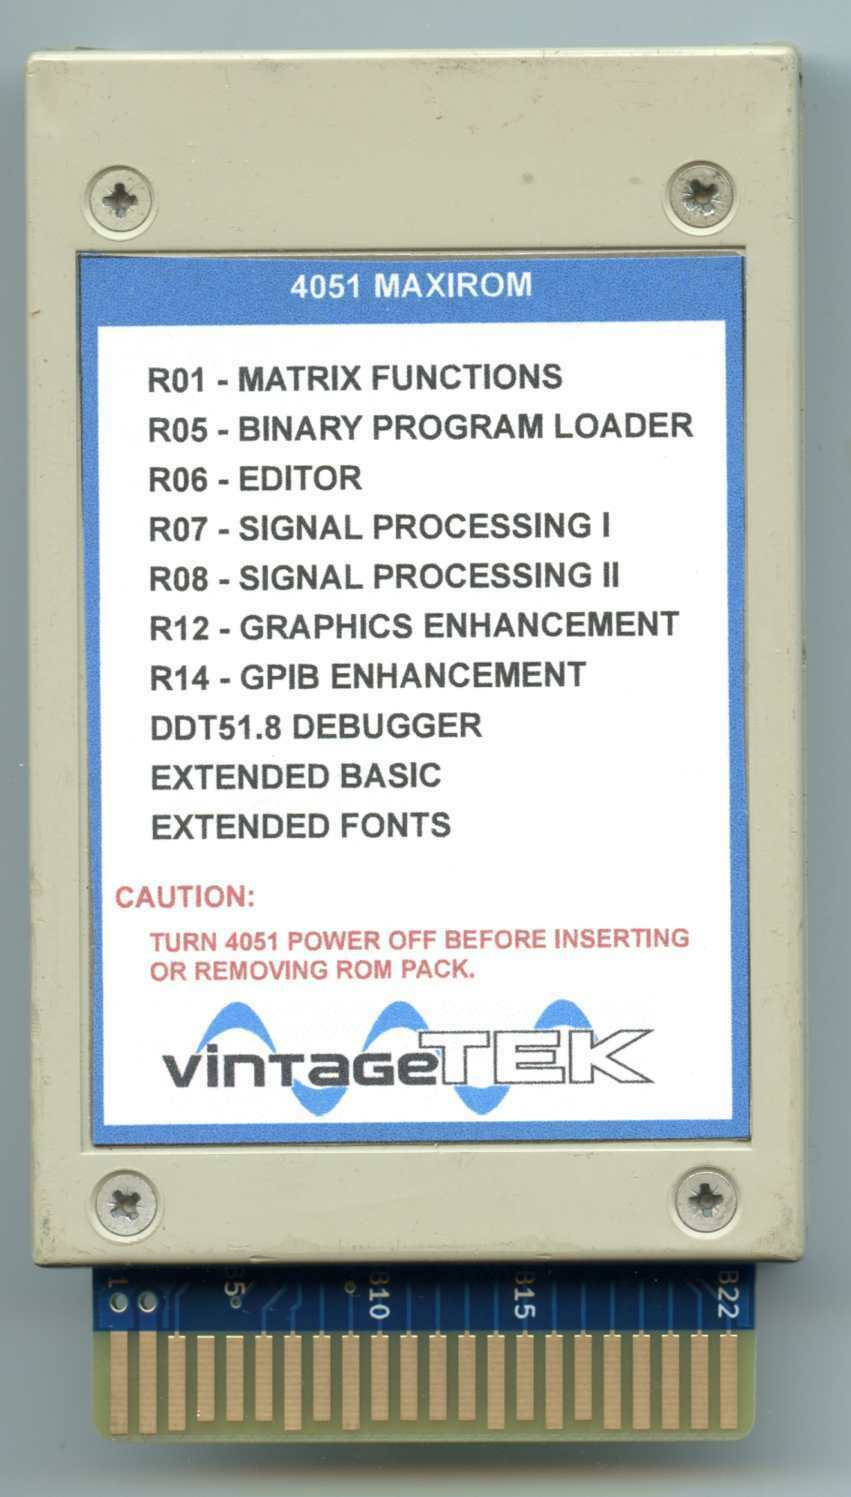 4051 MAXIROM
R01 - MATRIX FUNCTIONS
R05 - BINARY PROGRAM LOADER
R06 - EDITOR
R07 - SIGNAL PROCESSING I
R08 - SIGNAL PROCESSING II
R12 - GRAPHICS ENHANCEMENT
R14 - GPIB ENHANCEMENT
DDT51.8 DEBUGGER
EXTENDED BASIC
EXTENDED FONTS
CAUTION:
TURN 4051 POWER OFF BEFORE INSERTING
OR REMOVING ROM PACK.
vinTAGETEK
1 B5 B10 B15 B22